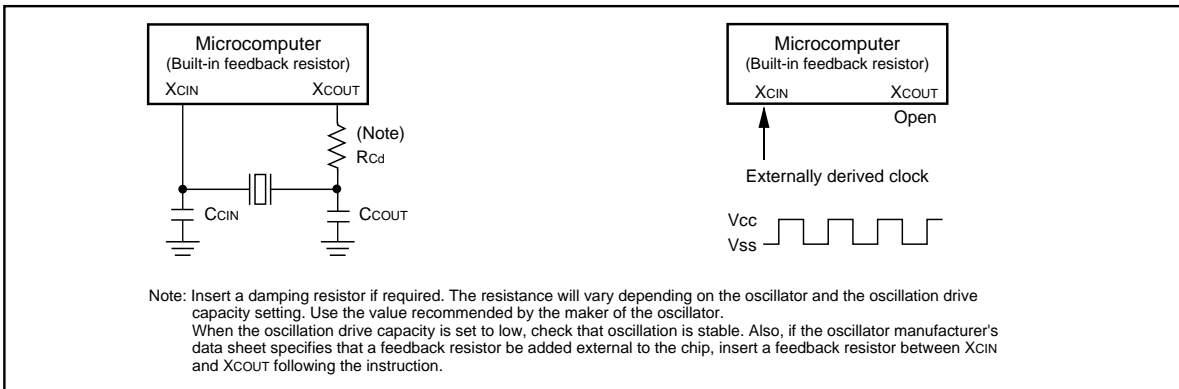 Microcomputer
(Built-in feedback resistor)
XCIN XCOUT
(Note)
RCd
CCIN CCOUT
Microcomputer
(Built-in feedback resistor)
XCIN XCOUT
Open
Externally derived clock
Vcc
Vss
Note: Insert a damping resistor if required. The resistance will vary depending on the oscillator and the oscillation drive
capacity setting. Use the value recommended by the maker of the oscillator.
When the oscillation drive capacity is set to low, check that oscillation is stable. Also, if the oscillator manufacturer's
data sheet specifies that a feedback resistor be added external to the chip, insert a feedback resistor between XCIN
and XCOUT following the instruction.